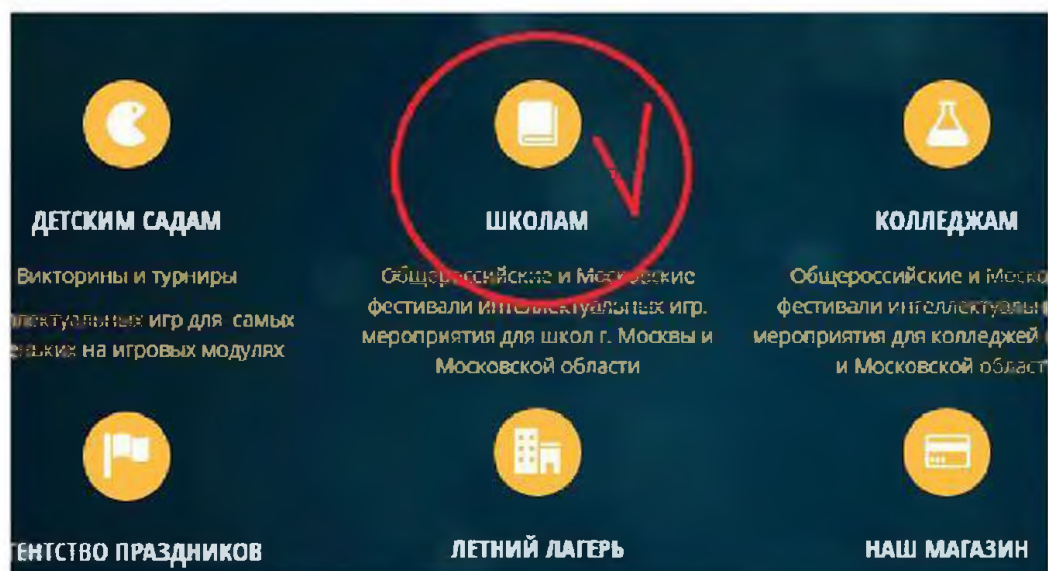 ДЕТСКИМ САДАМ
Викторины и турниры
игр для самых
на игровых модулях
ШКОЛАМ
Общероссийские и Московские
фестивали интеллектуальных игр.
мероприятия для школ г. Москвы и
Московской области
КОЛЛЕДЖАМ
Общероссийские и
фестивали
мероприятия для колледжей
и Московской
ПРАЗДНИКОВ
ЛЕТНИЙ ЛАГЕРЬ
НАШ МАГАЗИН